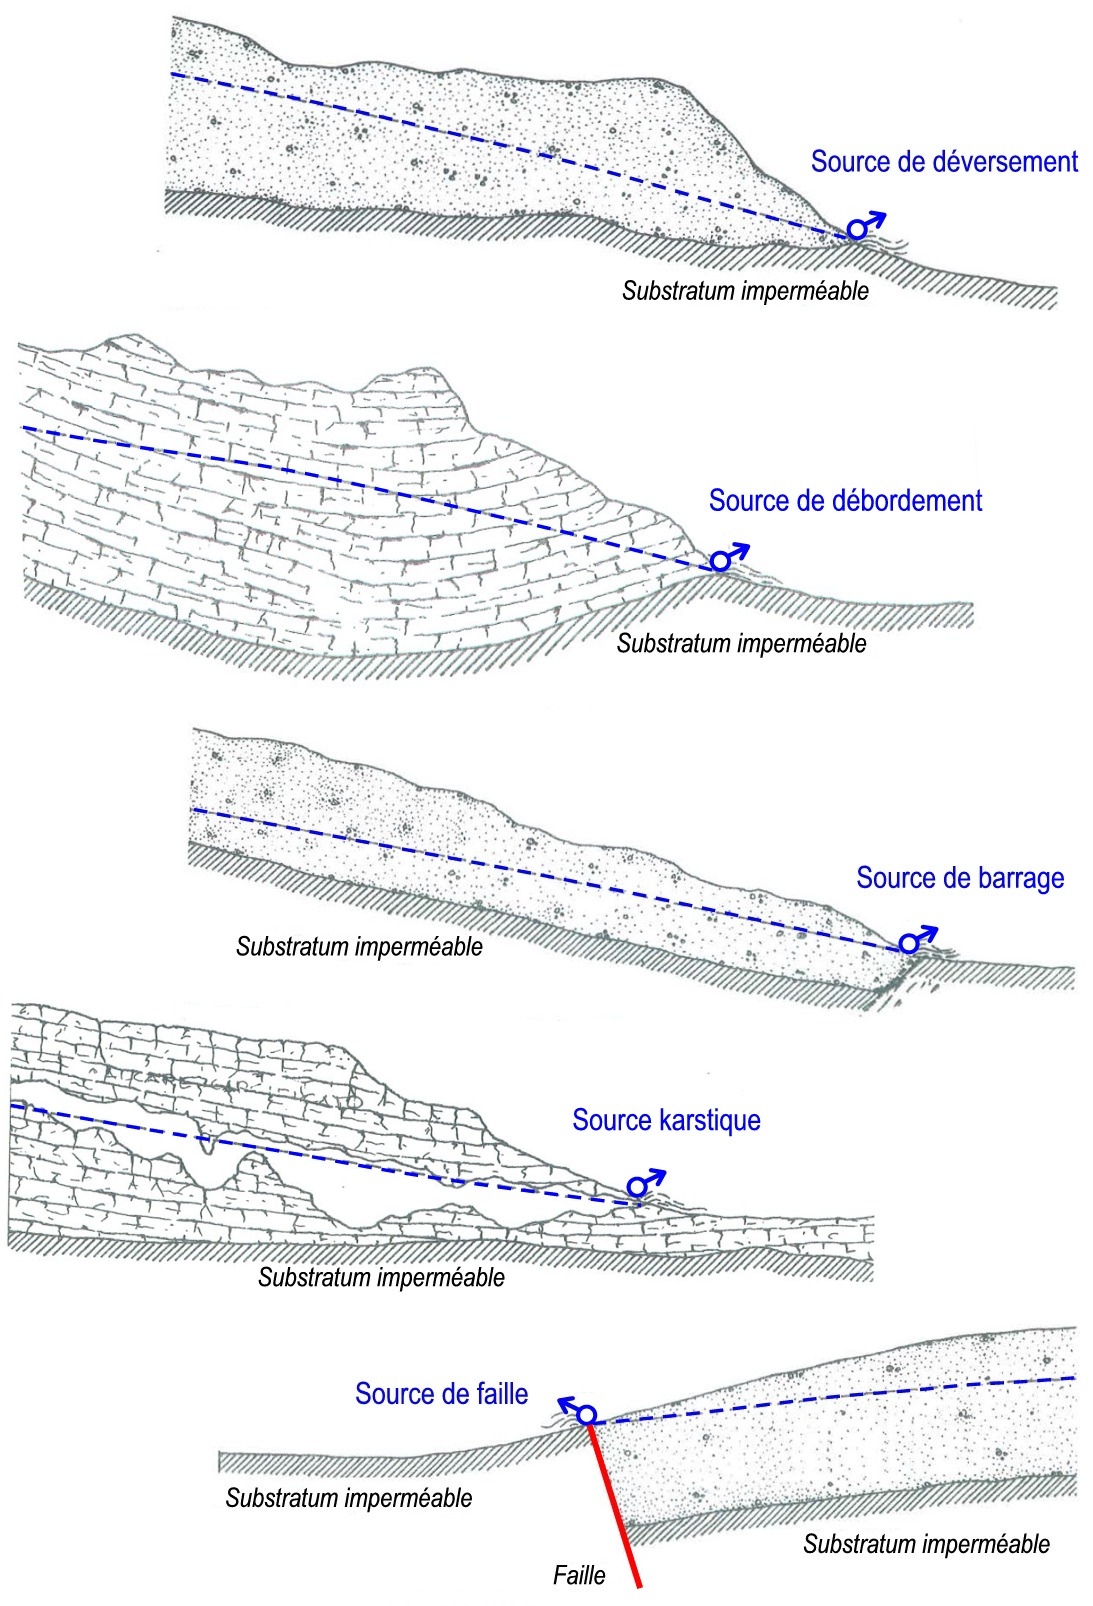 Source de déversement
Substratum imperméable
Source de débordement
Substratum imperméable
Source de barrage
Substratum imperméable
Source karstique
Substratum imperméable
Source de faille
Substratum imperméable
Substratum imperméable
Faille